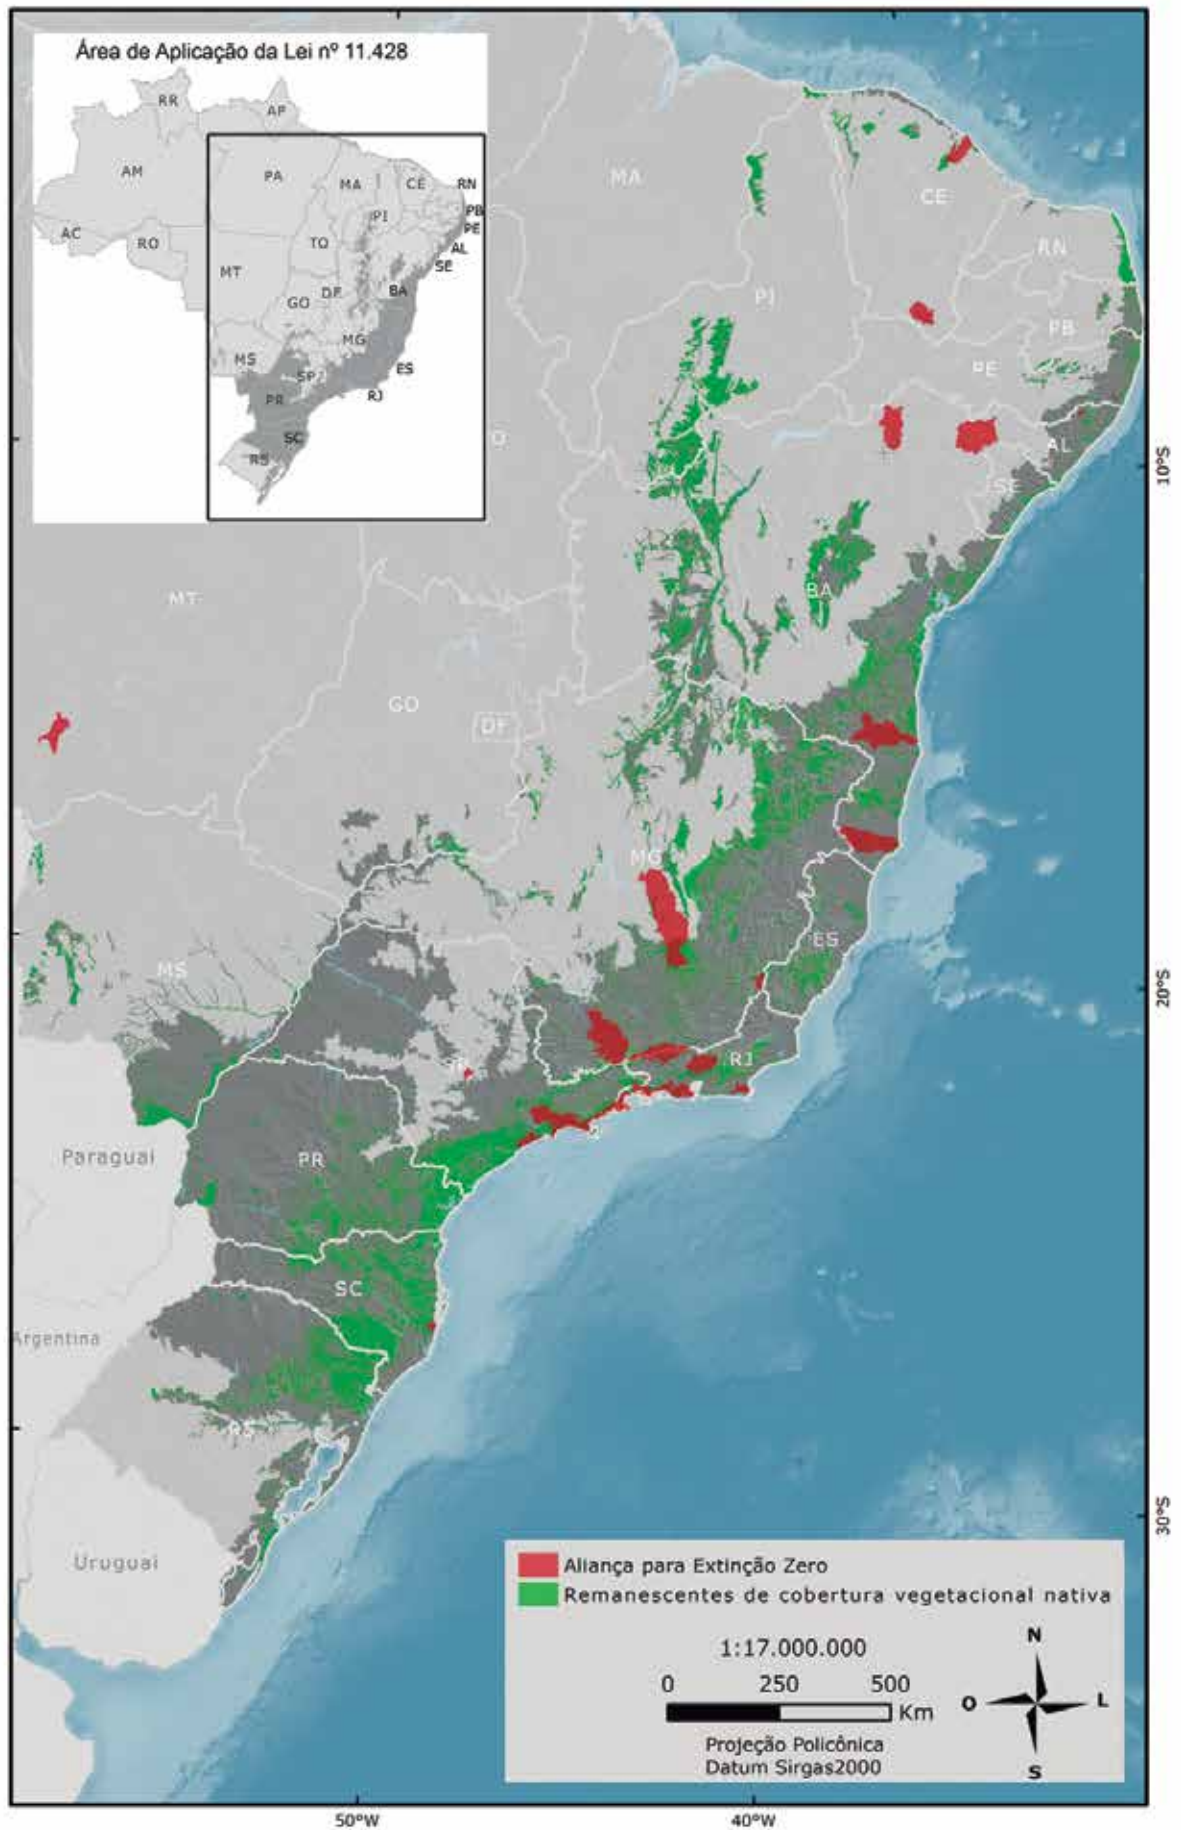 Área de Aplicação da Lei nº 11.428
RR
AP
AM
PA
MA
CE
RN
PB
PI
PE
AC
RO
TO
AL
SE
MT
BA
GO
DF
MG
MS
ES
SP
RJ
PR
SC
RS
MA
CE
RN
PI
PB
PE
O
AL
SE
10°S
BA
MT
GO
DF
MG
ES
MS
20°S
RJ
Paraguai
PR
SC
Argentina
RS
30°S
Uruguai
Aliança para Extinção Zero
Remanescentes de cobertura vegetacional nativa
1:17.000.000
0 250 500
Km
Projeção Policônica
Datum Sirgas2000
N
O
L
S
50°W
40°W